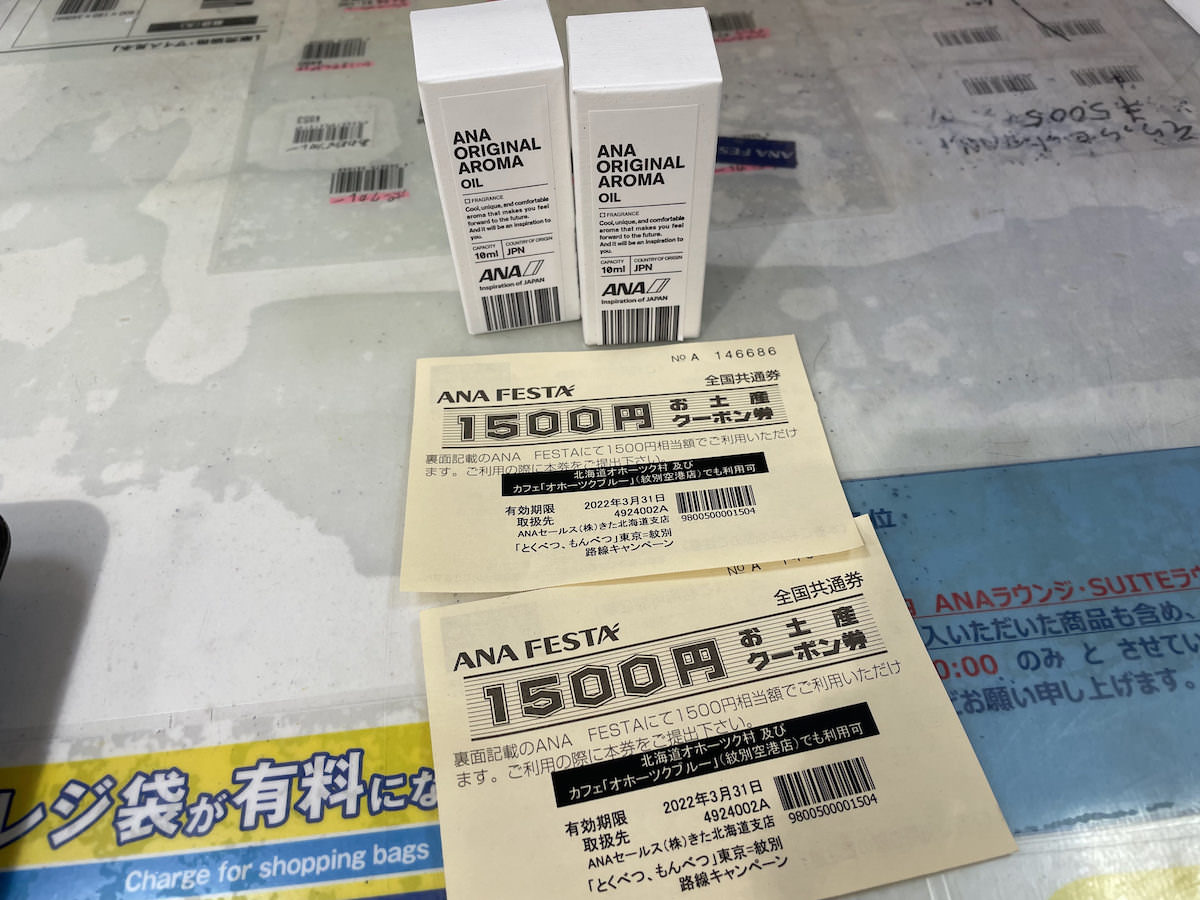 ANA
ORIGINAL
AROMA
OIL
FRAGRANCE
Cool, unique, and comfortable
aroma that makes you feel
forward to the future.
And it will be an inspiration to
you.
CAPACITY
10ml
COUNTRY OF ORIGIN
JPN
ANA
Inspiration of JAPAN
ANA
ORIGINAL
AROMA
OIL
FRAGRANCE
Cool, unique, and comfortable
aroma that makes you feel
forward to the future.
And it will be an inspiration to
you.
CAPACITY
10ml
COUNTRY OF ORIGIN
JPN
ANA
Inspiration of JAPAN
ANA FESTA
No A 146686
全国共通券
ANA FESTA
1500円 お土産
クーポン券
裏面記載のANA FESTAにて1500円相当額でご利用いただけ
ます。ご利用の際に本券をご提出下さい。
北海道オホーツク村 及び
カフェ「オホーツクブルー」(紋別空港店)でも利用可
有効期限 2022年3月31日
取扱先 4924002A
9800500001504
ANAセールス(株)きた北海道支店
「とくべつ、もんべつ」東京=紋別
路線キャンペーン
No A
全国共通券
ANA FESTA
1500円 お土産
クーポン券
裏面記載のANA FESTAにて1500円相当額でご利用いただけ
ます。ご利用の際に本券をご提出下さい。
北海道オホーツク村 及び
カフェ「オホーツクブルー」(紋別空港店)でも利用可
有効期限 2022年3月31日
取扱先 4924002A
9800500001504
ANAセールス(株)きた北海道支店
「とくべつ、もんべつ」東京=紋別
路線キャンペーン
位
ANAラウンジ・SUITEラウ
入いただいた商品も含め、
0:00 のみ と させてい
お願い申し上げます。
レジ袋が有料にな
Charge for shopping bags